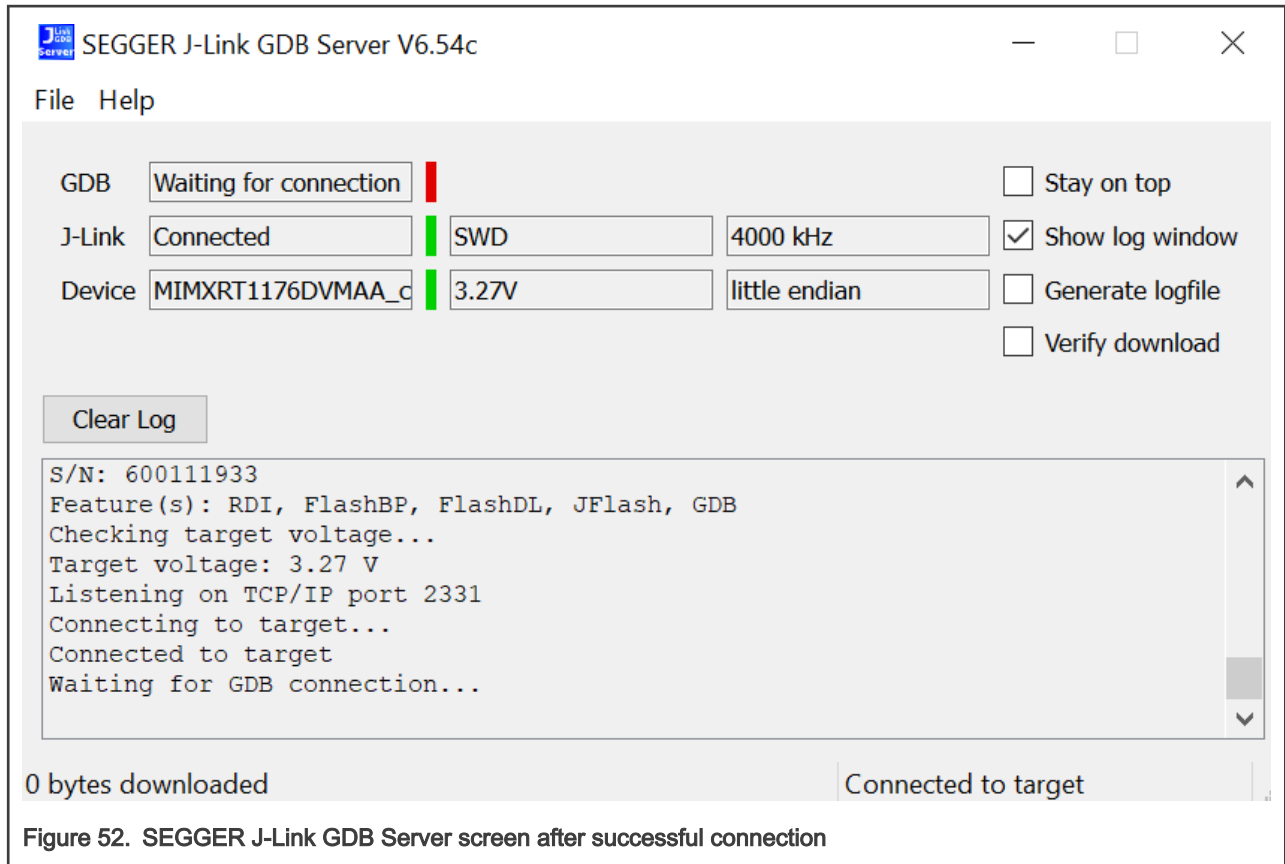 J Link GDB Server SEGGER J-Link GDB Server V6.54c
File Help
GDB Waiting for connection Stay on top
J-Link Connected SWD 4000 kHz Show log window
Device MIMXRT1176DVMAA_c 3.27V little endian Generate logfile
Verify download
Clear Log
S/N: 600111933
Feature(s): RDI, FlashBP, FlashDL, JFlash, GDB
Checking target voltage...
Target voltage: 3.27 V
Listening on TCP/IP port 2331
Connecting to target...
Connected to target
Waiting for GDB connection...
0 bytes downloaded Connected to target
Figure 52. SEGGER J-Link GDB Server screen after successful connection